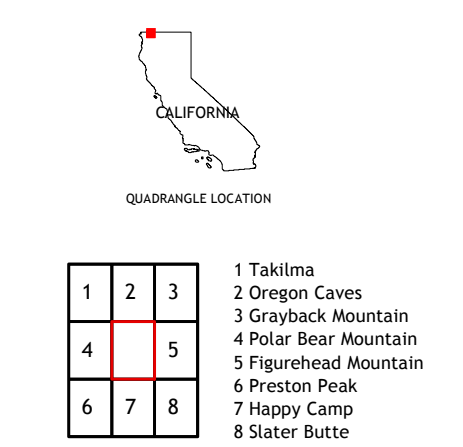 CALIFORNIA
QUADRANGLE LOCATION
1 2 3
4 5
6 7 8
1 Takilma
2 Oregon Caves
3 Grayback Mountain
4 Polar Bear Mountain
5 Figurehead Mountain
6 Preston Peak
7 Happy Camp
8 Slater Butte